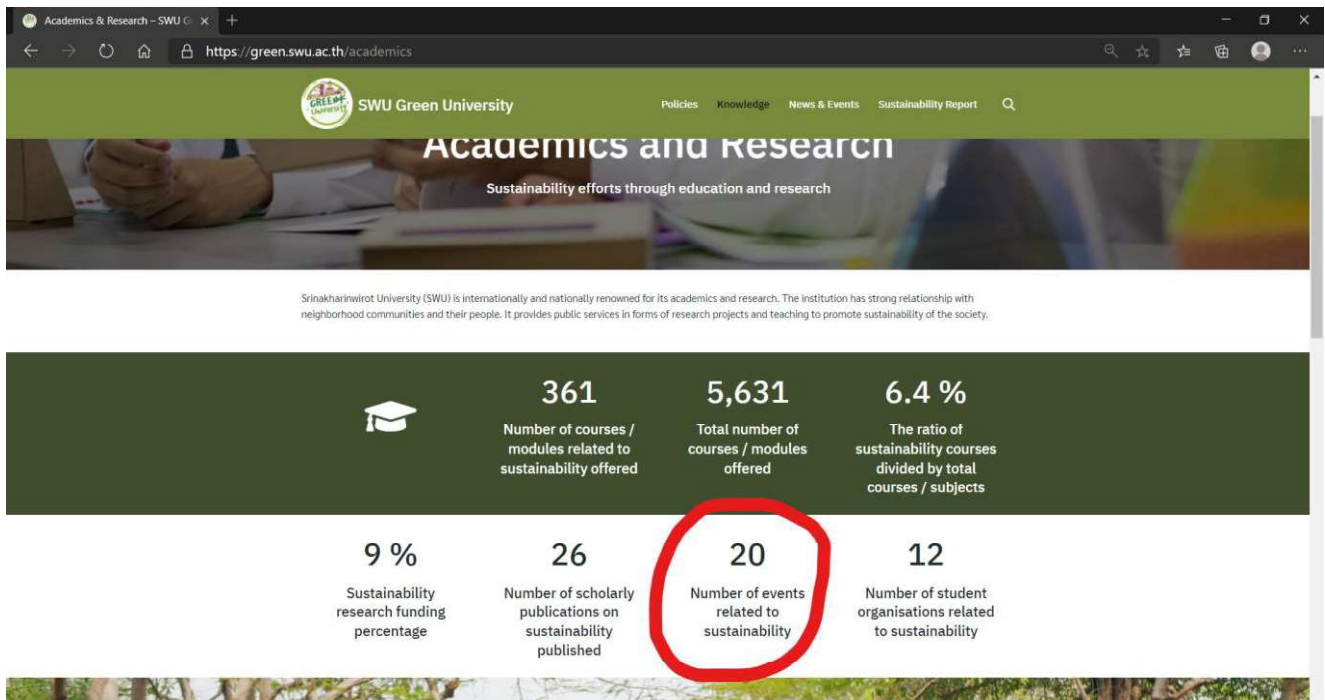 Academics & Research – SWU G
https://green.swu.ac.th/academics
GREEN
University
SWU Green University
Policies
Knowledge
News & Events
Sustainability Report
Academics and Research
Sustainability efforts through education and research
Srinakharinwirot University (SWU) is internationally and nationally renowned for its academics and research. The institution has strong relationship with
neighborhood communities and their people. It provides public services in forms of research projects and teaching to promote sustainability of the society.
361
Number of courses /
modules related to
sustainability offered
5,631
Total number of
courses / modules
offered
6.4 %
The ratio of
sustainability courses
divided by total
courses / subjects
9 %
Sustainability
research funding
percentage
26
Number of scholarly
publications on
sustainability
published
20
Number of events
related to
sustainability
12
Number of student
organisations related
to sustainability